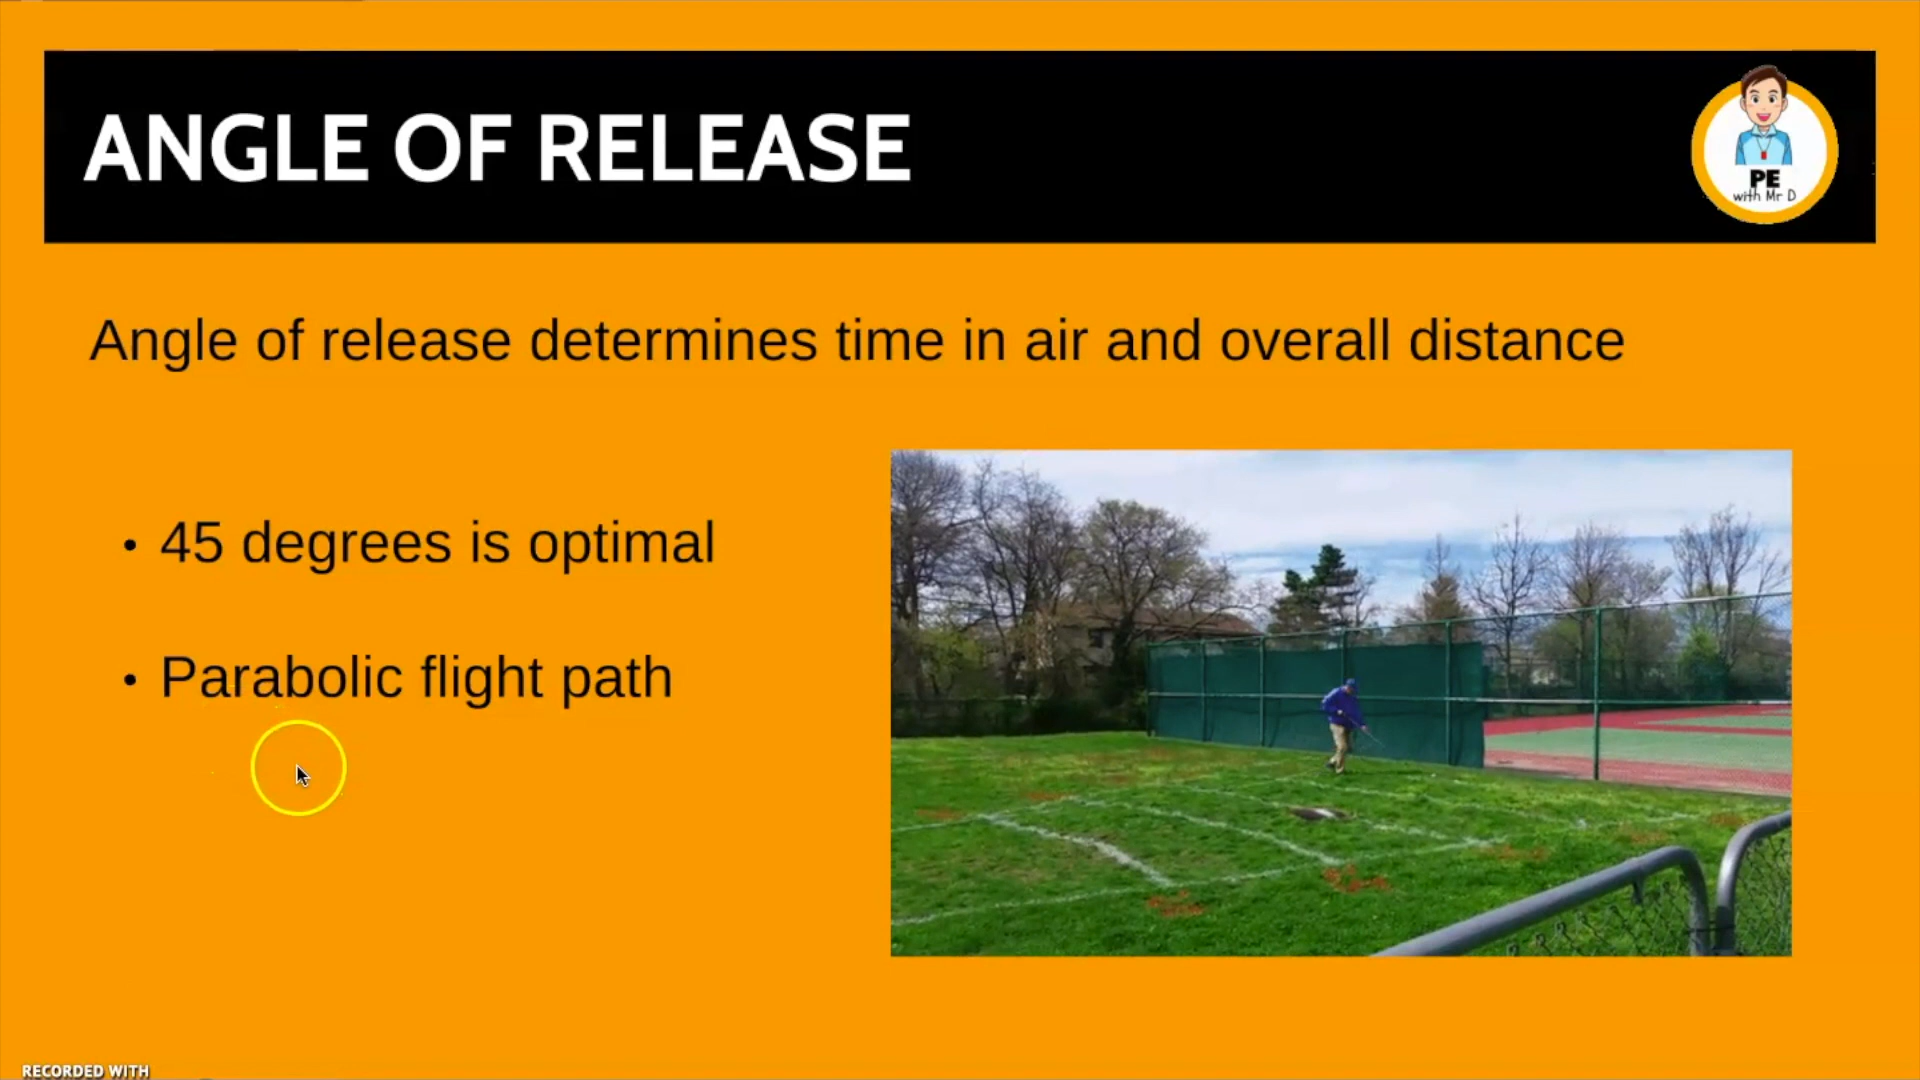 ANGLE OF RELEASE
PE
with Mr D
Angle of release determines time in air and overall distance
• 45 degrees is optimal
• Parabolic flight path
RECORDED WITH